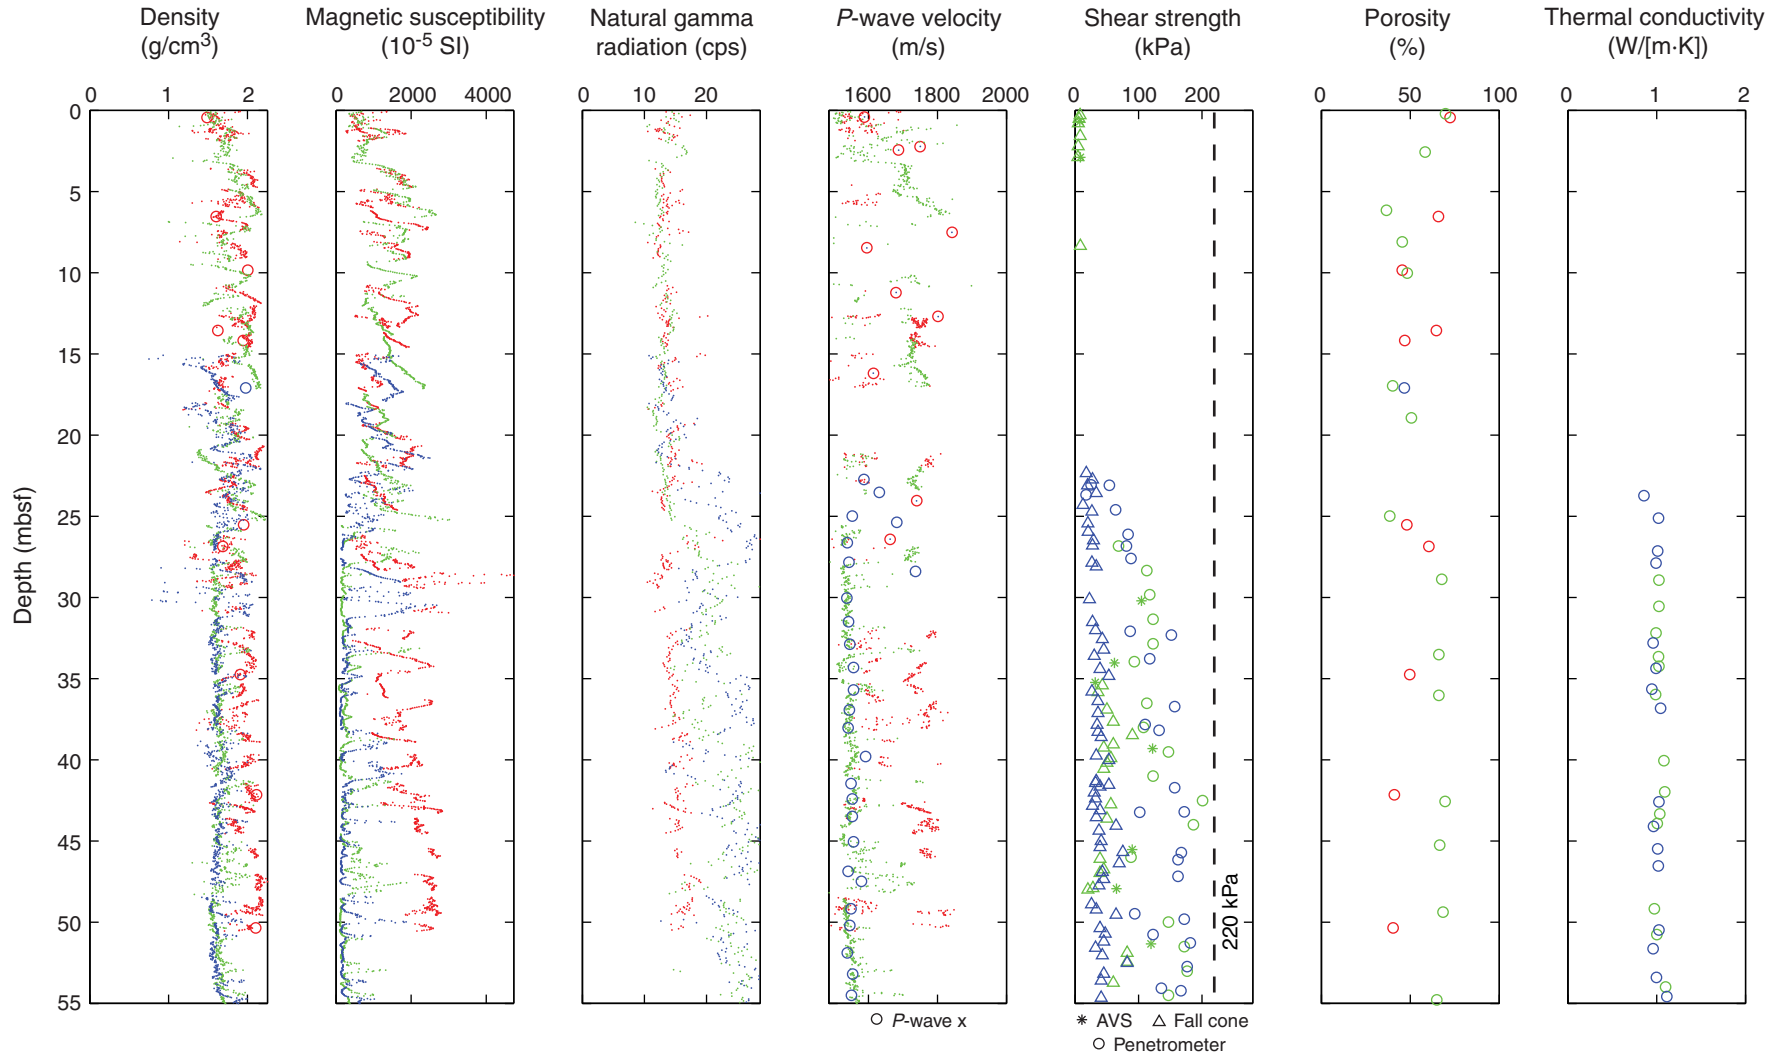 Density Magnetic susceptibility Natural gamma P-wave velocity Shear strength Porosity Thermal conductivity
(g/cm³) (10⁻⁵ SI) radiation (cps) (m/s) (kPa) (%) (W/[m·K])
0 1 2 0 2000 4000 0 10 20 1600 1800 2000 0 100 200 0 50 100 0 1 2
0
5
10
15
20
25
30
35
40
45
50
55
Depth (mbsf)
220 kPa
P-wave x
AVS Fall cone
Penetrometer